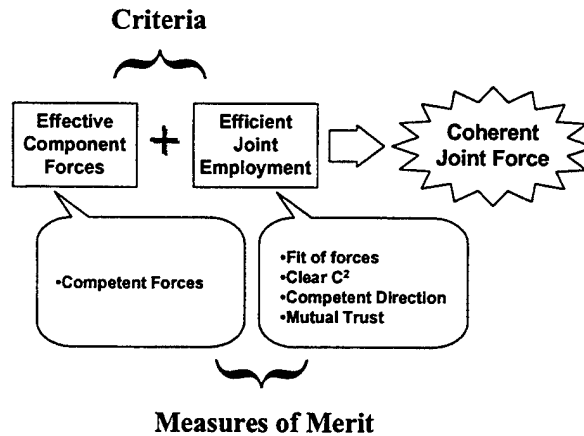 Criteria
Effective
Component
Forces
+
Efficient
Joint
Employment
Coherent
Joint Force
•Competent Forces
•Fit of forces
•Clear C²
•Competent Direction
•Mutual Trust
Measures of Merit